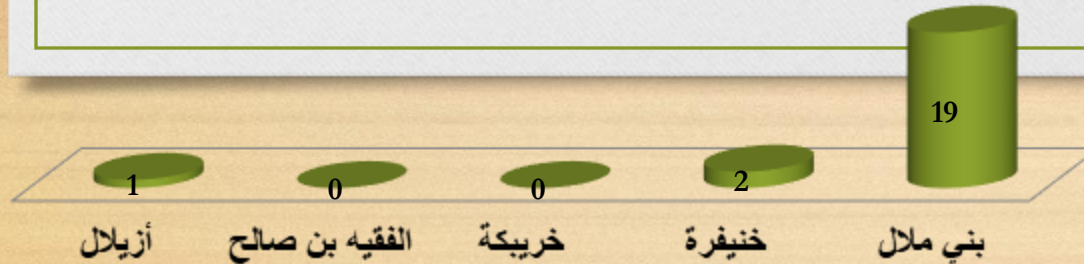 19
2
0
0
1
بني ملال
خنيفرة
خريبكة
الفقيه بن صالح
أزيلال